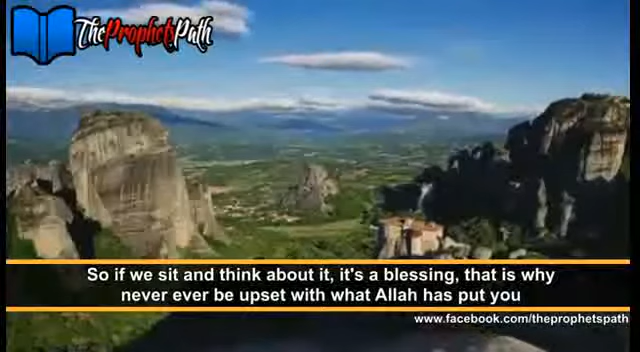 TheProphetsPath
So if we sit and think about it, it's a blessing, that is why
never ever be upset with what Allah has put you
www.facebook.com/theprophetspath